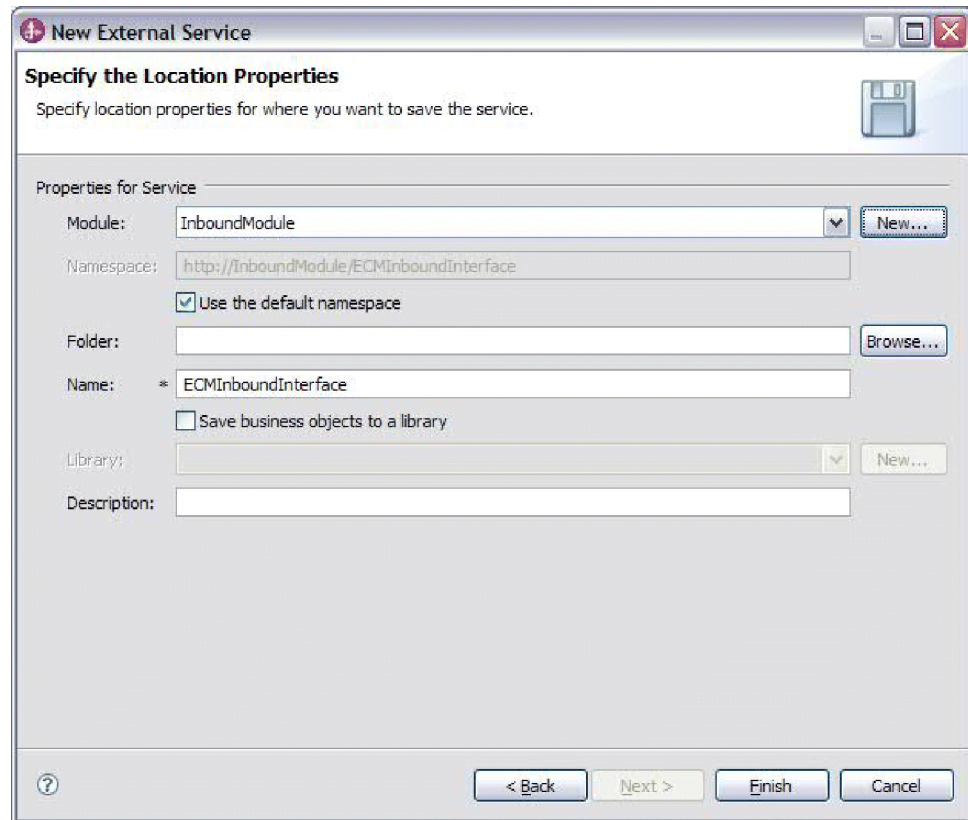 New External Service
Specify the Location Properties
Specify location properties for where you want to save the service.
Properties for Service
Module: InboundModule New...
Namespace: http://InboundModule/ECMInboundInterface
Use the default namespace
Folder: Browse...
Name: * ECMInboundInterface
Save business objects to a library
Library: New...
Description:
? < Back Next > Finish Cancel